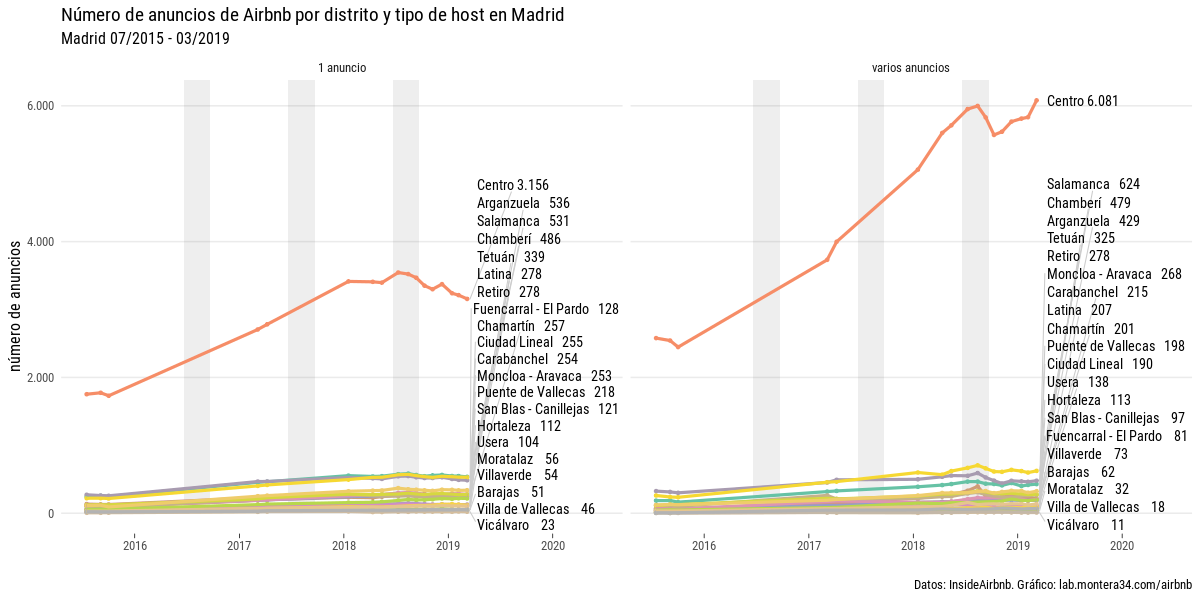 Número de anuncios de Airbnb por distrito y tipo de host en Madrid
Madrid 07/2015 - 03/2019
1 anuncio
varios anuncios
número de anuncios
6.000
4.000
2.000
0
Centro 3.156
Arganzuela 536
Salamanca 531
Chamberí 486
Tetuán 339
Latina 278
Retiro 278
Fuencarral - El Pardo 128
Chamartín 257
Ciudad Lineal 255
Carabanchel 254
Moncloa - Aravaca 253
Puente de Vallecas 218
San Blas - Canillejas 121
Hortaleza 112
Usera 104
Moratalaz 56
Villaverde 54
Barajas 51
Villa de Vallecas 46
Vicálvaro 23
2016
2017
2018
2019
2020
Centro 6.081
Salamanca 624
Chamberí 479
Arganzuela 429
Tetuán 325
Retiro 278
Moncloa - Aravaca 268
Carabanchel 215
Latina 207
Chamartín 201
Puente de Vallecas 198
Ciudad Lineal 190
Usera 138
Hortaleza 113
San Blas - Canillejas 97
Fuencarral - El Pardo 81
Villaverde 73
Barajas 62
Moratalaz 32
Villa de Vallecas 18
Vicálvaro 11
2016
2017
2018
2019
2020
Datos: InsideAirbnb. Gráfico: lab.montera34.com/airbnb